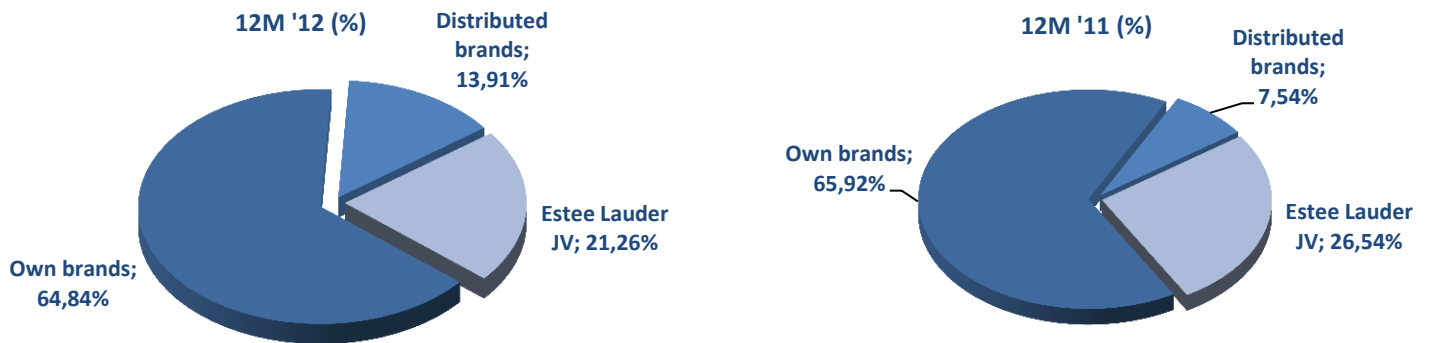 12M '12 (%)
Distributed
brands;
13,91%
Estee Lauder
JV; 21,26%
Own brands;
64,84%
12M '11 (%)
Distributed
brands;
7,54%
Own brands;
65,92%
Estee Lauder
JV; 26,54%